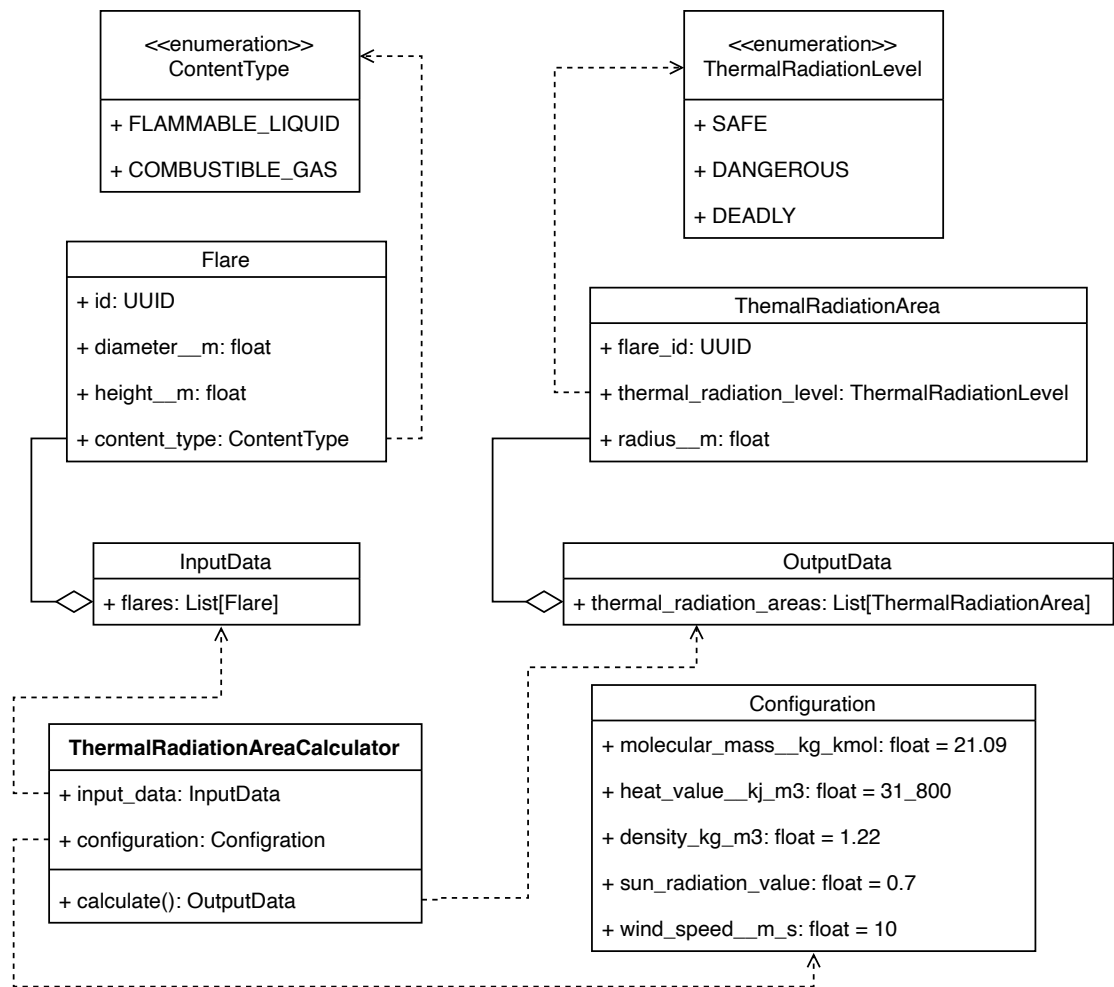 <<enumeration>>
ContentType
+ FLAMMABLE_LIQUID
+ COMBUSTIBLE_GAS
<<enumeration>>
ThermalRadiationLevel
+ SAFE
+ DANGEROUS
+ DEADLY
Flare
+ id: UUID
+ diameter__m: float
+ height__m: float
+ content_type: ContentType
ThemalRadiationArea
+ flare_id: UUID
+ thermal_radiation_level: ThermalRadiationLevel
+ radius__m: float
InputData
+ flares: List[Flare]
OutputData
+ thermal_radiation_areas: List[ThermalRadiationArea]
ThermalRadiationAreaCalculator
+ input_data: InputData
+ configuration: Configration
+ calculate(): OutputData
Configuration
+ molecular_mass__kg_kmol: float = 21.09
+ heat_value__kj_m3: float = 31_800
+ density_kg_m3: float = 1.22
+ sun_radiation_value: float = 0.7
+ wind_speed__m_s: float = 10